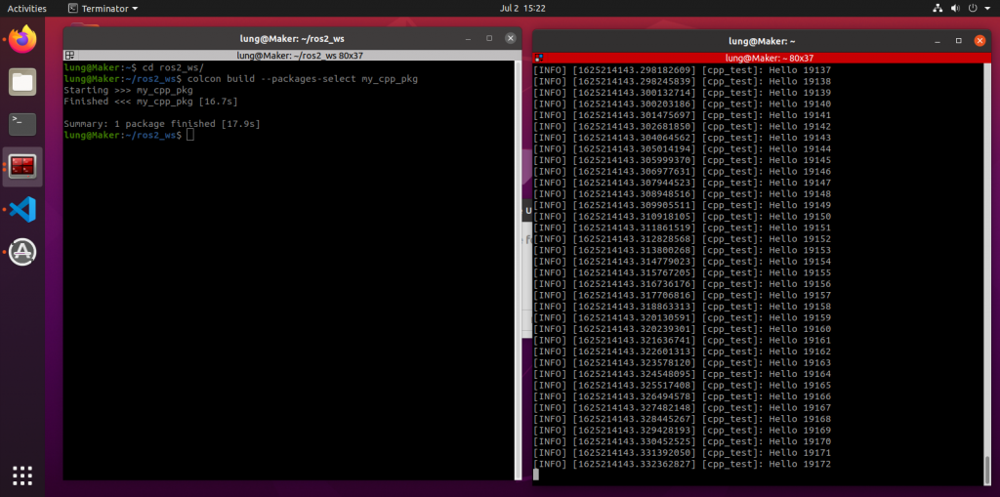 Activities
Terminator
Jul 2 15:22
lung@Maker: ~/ros2_ws
lung@Maker: ~/ros2_ws 80x37
lung@Maker:~$ cd ros2_ws/
lung@Maker:~/ros2_ws$ colcon build --packages-select my_cpp_pkg
Starting >>> my_cpp_pkg
Finished <<< my_cpp_pkg [16.7s]
Summary: 1 package finished [17.9s]
lung@Maker:~/ros2_ws$
lung@Maker: ~
lung@Maker: ~ 80x37
[INFO] [1625214143.298182609] [cpp_test]: Hello 19137
[INFO] [1625214143.298245839] [cpp_test]: Hello 19138
[INFO] [1625214143.300132714] [cpp_test]: Hello 19139
[INFO] [1625214143.300203186] [cpp_test]: Hello 19140
[INFO] [1625214143.301475697] [cpp_test]: Hello 19141
[INFO] [1625214143.302681850] [cpp_test]: Hello 19142
[INFO] [1625214143.304064562] [cpp_test]: Hello 19143
[INFO] [1625214143.305014194] [cpp_test]: Hello 19144
[INFO] [1625214143.305999370] [cpp_test]: Hello 19145
[INFO] [1625214143.306977631] [cpp_test]: Hello 19146
[INFO] [1625214143.307944523] [cpp_test]: Hello 19147
[INFO] [1625214143.308948516] [cpp_test]: Hello 19148
[INFO] [1625214143.309905511] [cpp_test]: Hello 19149
[INFO] [1625214143.310918105] [cpp_test]: Hello 19150
[INFO] [1625214143.311861519] [cpp_test]: Hello 19151
[INFO] [1625214143.312828568] [cpp_test]: Hello 19152
[INFO] [1625214143.313800268] [cpp_test]: Hello 19153
[INFO] [1625214143.314779023] [cpp_test]: Hello 19154
[INFO] [1625214143.315767205] [cpp_test]: Hello 19155
[INFO] [1625214143.316736176] [cpp_test]: Hello 19156
[INFO] [1625214143.317706816] [cpp_test]: Hello 19157
[INFO] [1625214143.318863313] [cpp_test]: Hello 19158
[INFO] [1625214143.320130591] [cpp_test]: Hello 19159
[INFO] [1625214143.320239301] [cpp_test]: Hello 19160
[INFO] [1625214143.321636741] [cpp_test]: Hello 19161
[INFO] [1625214143.322601313] [cpp_test]: Hello 19162
[INFO] [1625214143.323578120] [cpp_test]: Hello 19163
[INFO] [1625214143.324548095] [cpp_test]: Hello 19164
[INFO] [1625214143.325517408] [cpp_test]: Hello 19165
[INFO] [1625214143.326494578] [cpp_test]: Hello 19166
[INFO] [1625214143.327482148] [cpp_test]: Hello 19167
[INFO] [1625214143.328445267] [cpp_test]: Hello 19168
[INFO] [1625214143.329428193] [cpp_test]: Hello 19169
[INFO] [1625214143.330452525] [cpp_test]: Hello 19170
[INFO] [1625214143.331392050] [cpp_test]: Hello 19171
[INFO] [1625214143.332362827] [cpp_test]: Hello 19172